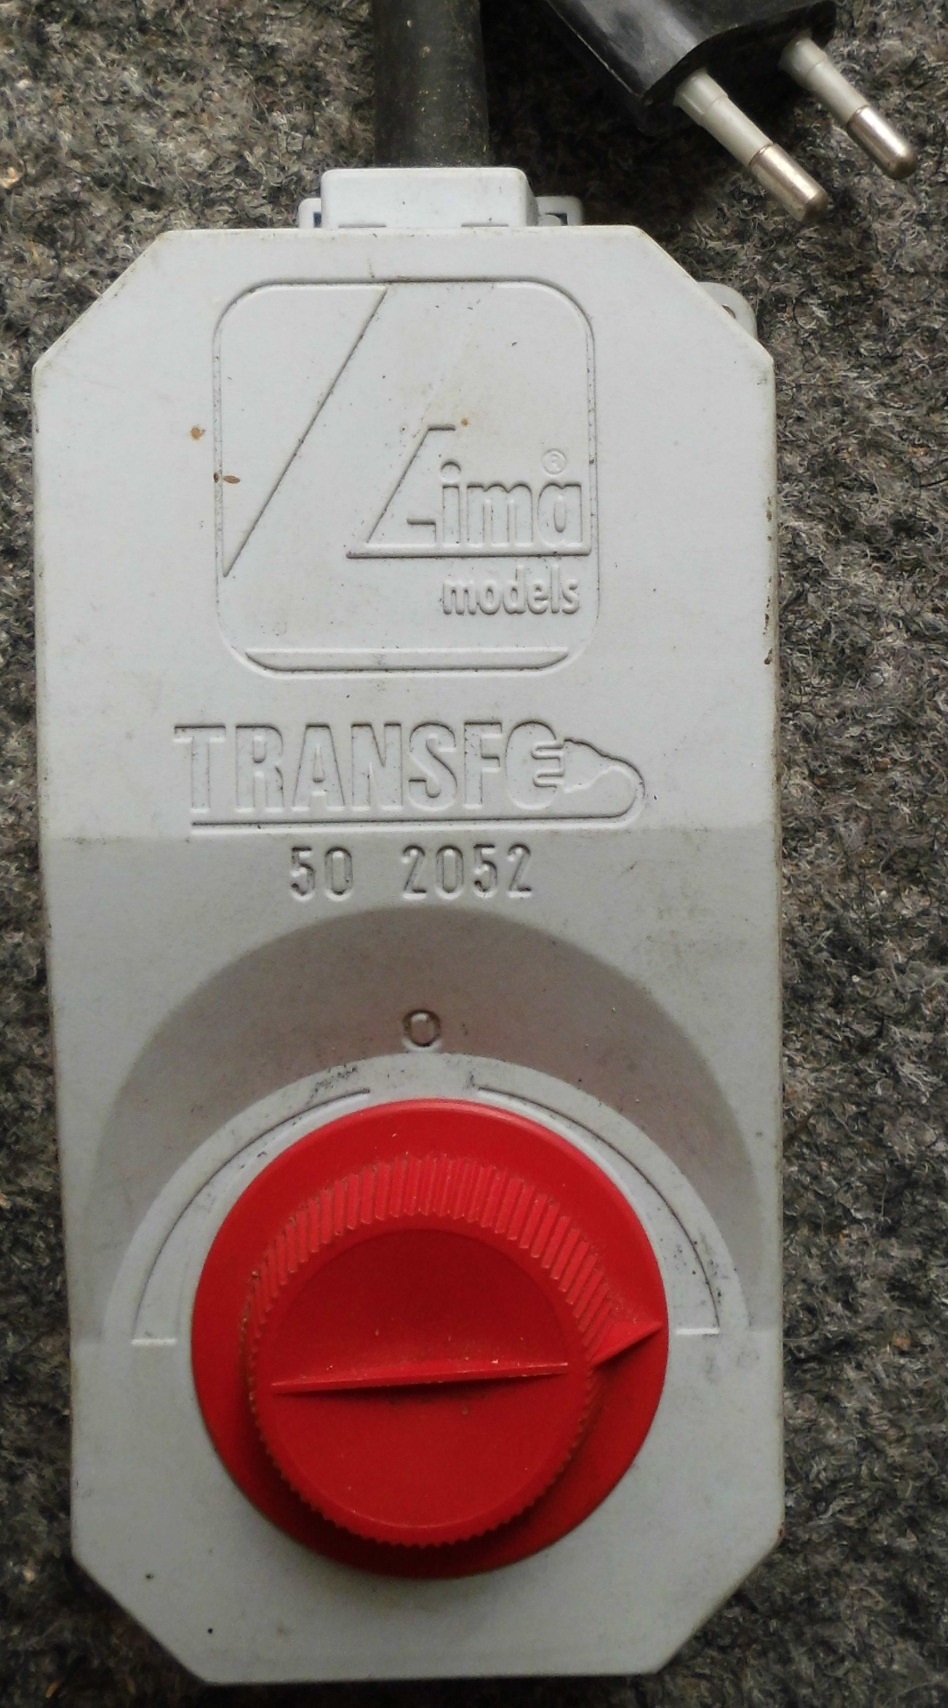 Lima®
models
TRANSFO
50 2052
0